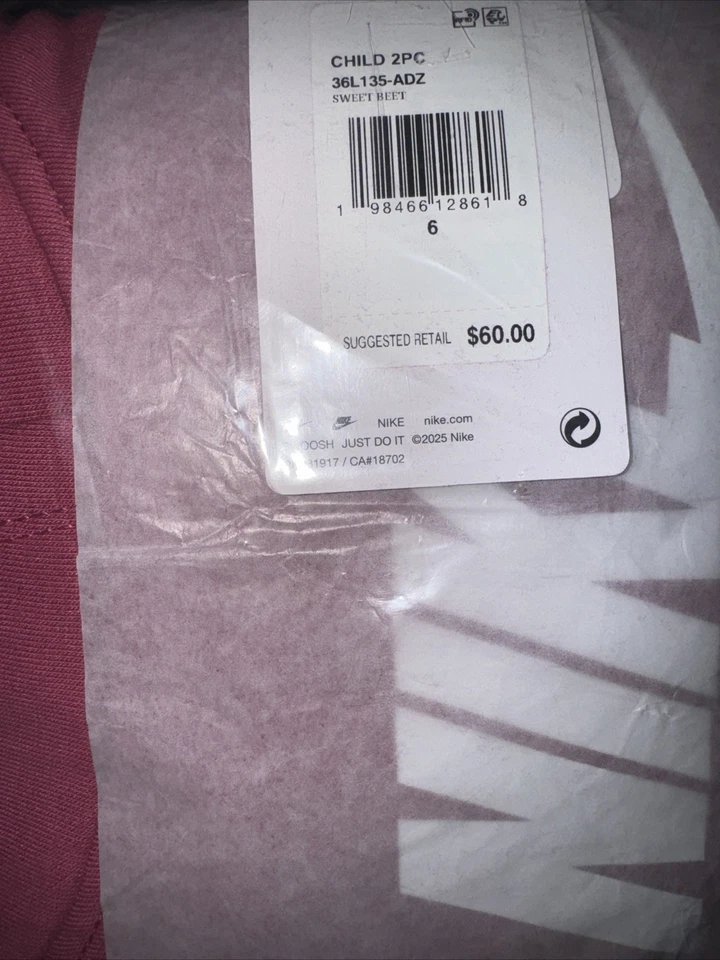 CHILD 2PC
36L135-ADZ
SWEET BEET
1 98466 12861 8
6
SUGGESTED RETAIL $60.00
NIKE nike.com
JUST DO IT ©2025 Nike
/ CA#18702